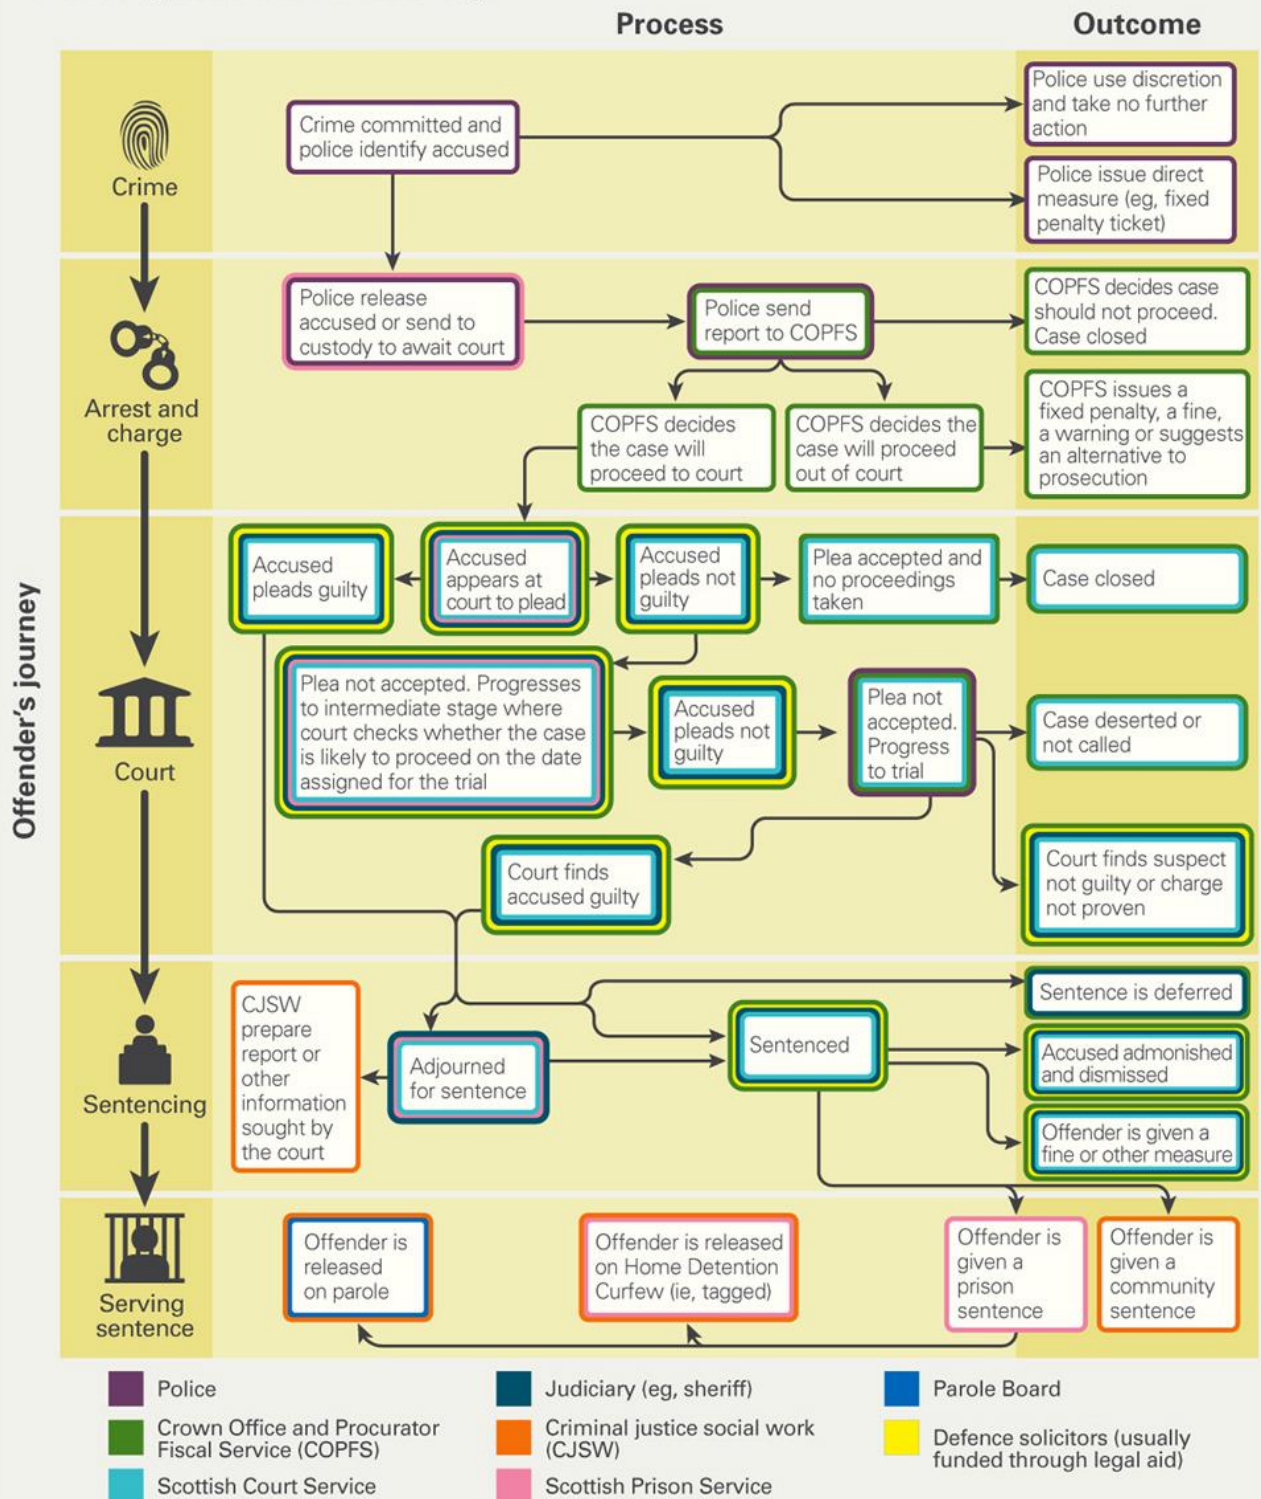 Process
Outcome
Offender's journey
Crime
Crime committed and
police identify accused
Police use discretion
and take no further
action
Police issue direct
measure (eg, fixed
penalty ticket)
Arrest and
charge
Police release
accused or send to
custody to await court
Police send
report to COPFS
COPFS decides case
should not proceed.
Case closed
COPFS decides
the case will
proceed to court
COPFS decides the
case will proceed
out of court
COPFS issues a
fixed penalty, a fine,
a warning or suggests
an alternative to
prosecution
Court
Accused
pleads guilty
Accused
appears at
court to plead
Accused
pleads not
guilty
Plea accepted and
no proceedings
taken
Case closed
Plea not accepted. Progresses
to intermediate stage where
court checks whether the case
is likely to proceed on the date
assigned for the trial
Accused
pleads not
guilty
Plea not
accepted.
Progress
to trial
Case deserted or
not called
Court finds
accused guilty
Court finds suspect
not guilty or charge
not proven
Sentencing
CJSW
prepare
report or
other
information
sought by
the court
Adjourned
for sentence
Sentenced
Sentence is deferred
Accused admonished
and dismissed
Offender is given a
fine or other measure
Serving
sentence
Offender is
released
on parole
Offender is released
on Home Detention
Curfew (ie, tagged)
Offender is
given a
prison
sentence
Offender is
given a
community
sentence
Police
Crown Office and Procurator
Fiscal Service (COPFS)
Scottish Court Service
Judiciary (eg, sheriff)
Criminal justice social work
(CJSW)
Scottish Prison Service
Parole Board
Defence solicitors (usually
funded through legal aid)